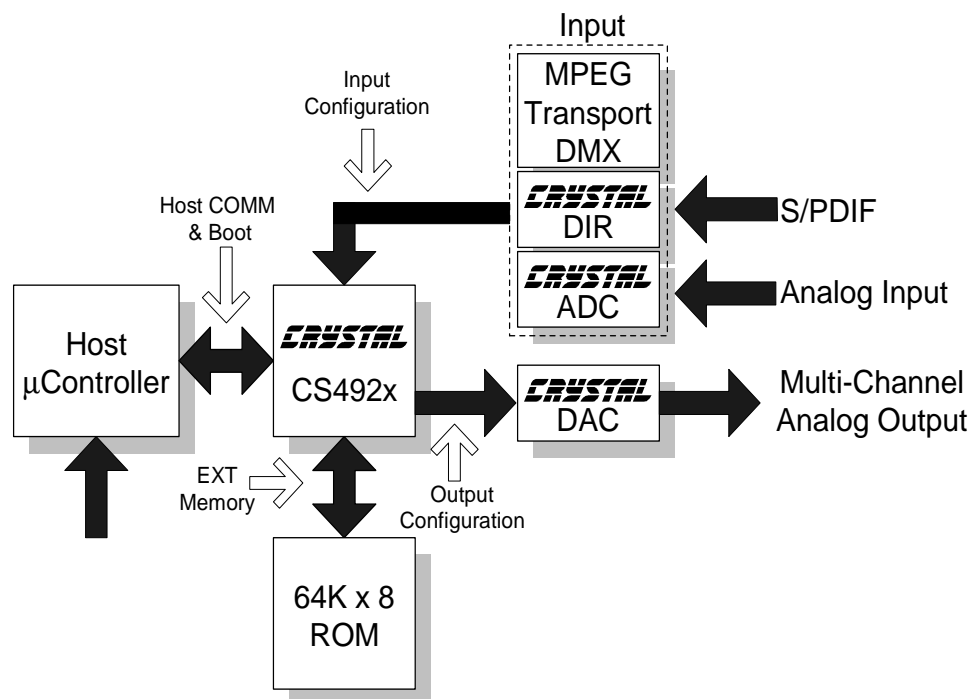 Input
MPEG
Transport
DMX
CRYSTAL
DIR
CRYSTAL
ADC
S/PDIF
Analog Input
Input
Configuration
Host COMM
& Boot
Host
μController
CRYSTAL
CS492x
CRYSTAL
DAC
Multi-Channel
Analog Output
EXT
Memory
Output
Configuration
64K x 8
ROM